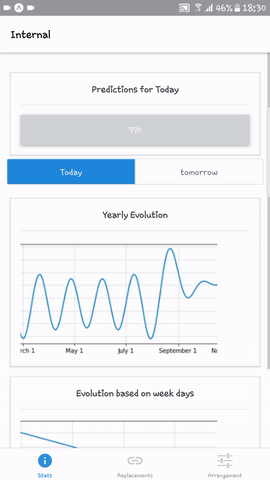 46% 18:30
Internal
Predictions for Today
Today tomorrow
Yearly Evolution
rch 1 May 1 July 1 September 1
Evolution based on week days
Stats Replacements Arrangement